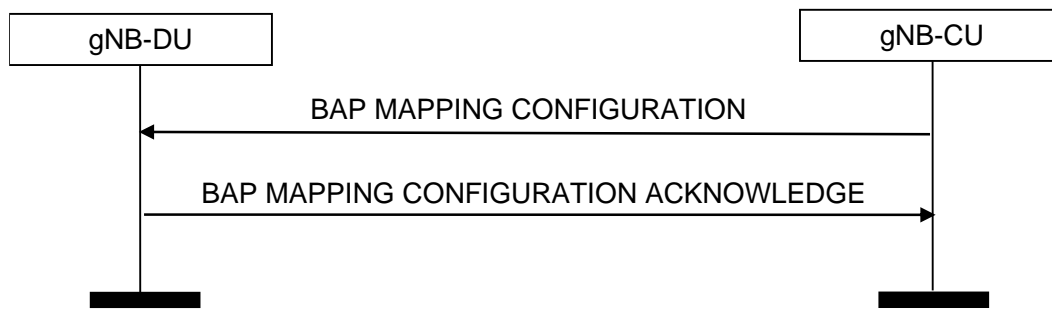 gNB-DU
gNB-CU
BAP MAPPING CONFIGURATION
BAP MAPPING CONFIGURATION ACKNOWLEDGE